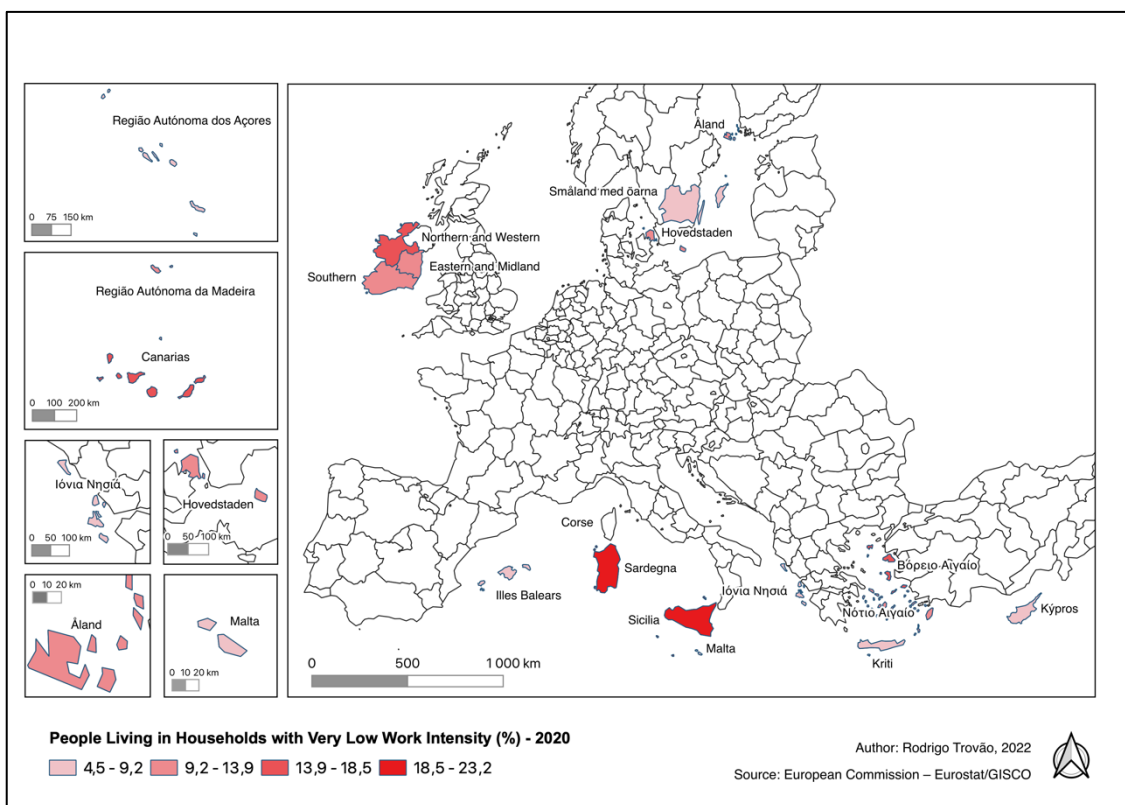 Região Autónoma dos Açores
0 75 150 km
Região Autónoma da Madeira
Canarias
0 100 200 km
Ιόνια Νησιά
0 50 100 km
Hovedstaden
0 50 100 km
0 10 20 km
Åland
Malta
0 10 20 km
Åland
Småland med öarna
Hovedstaden
Northern and Western
Eastern and Midland
Southern
Corse
Sardegna
Illes Balears
Sicilia
Malta
Ιόνια Νησιά
Βόρειο Αιγαίο
Νότιο Αιγαίο
Kýpros
Kriti
0 500 1000 km
People Living in Households with Very Low Work Intensity (%) - 2020
4,5 - 9,2 9,2 - 13,9 13,9 - 18,5 18,5 - 23,2
Author: Rodrigo Trovão, 2022
Source: European Commission – Eurostat/GISCO